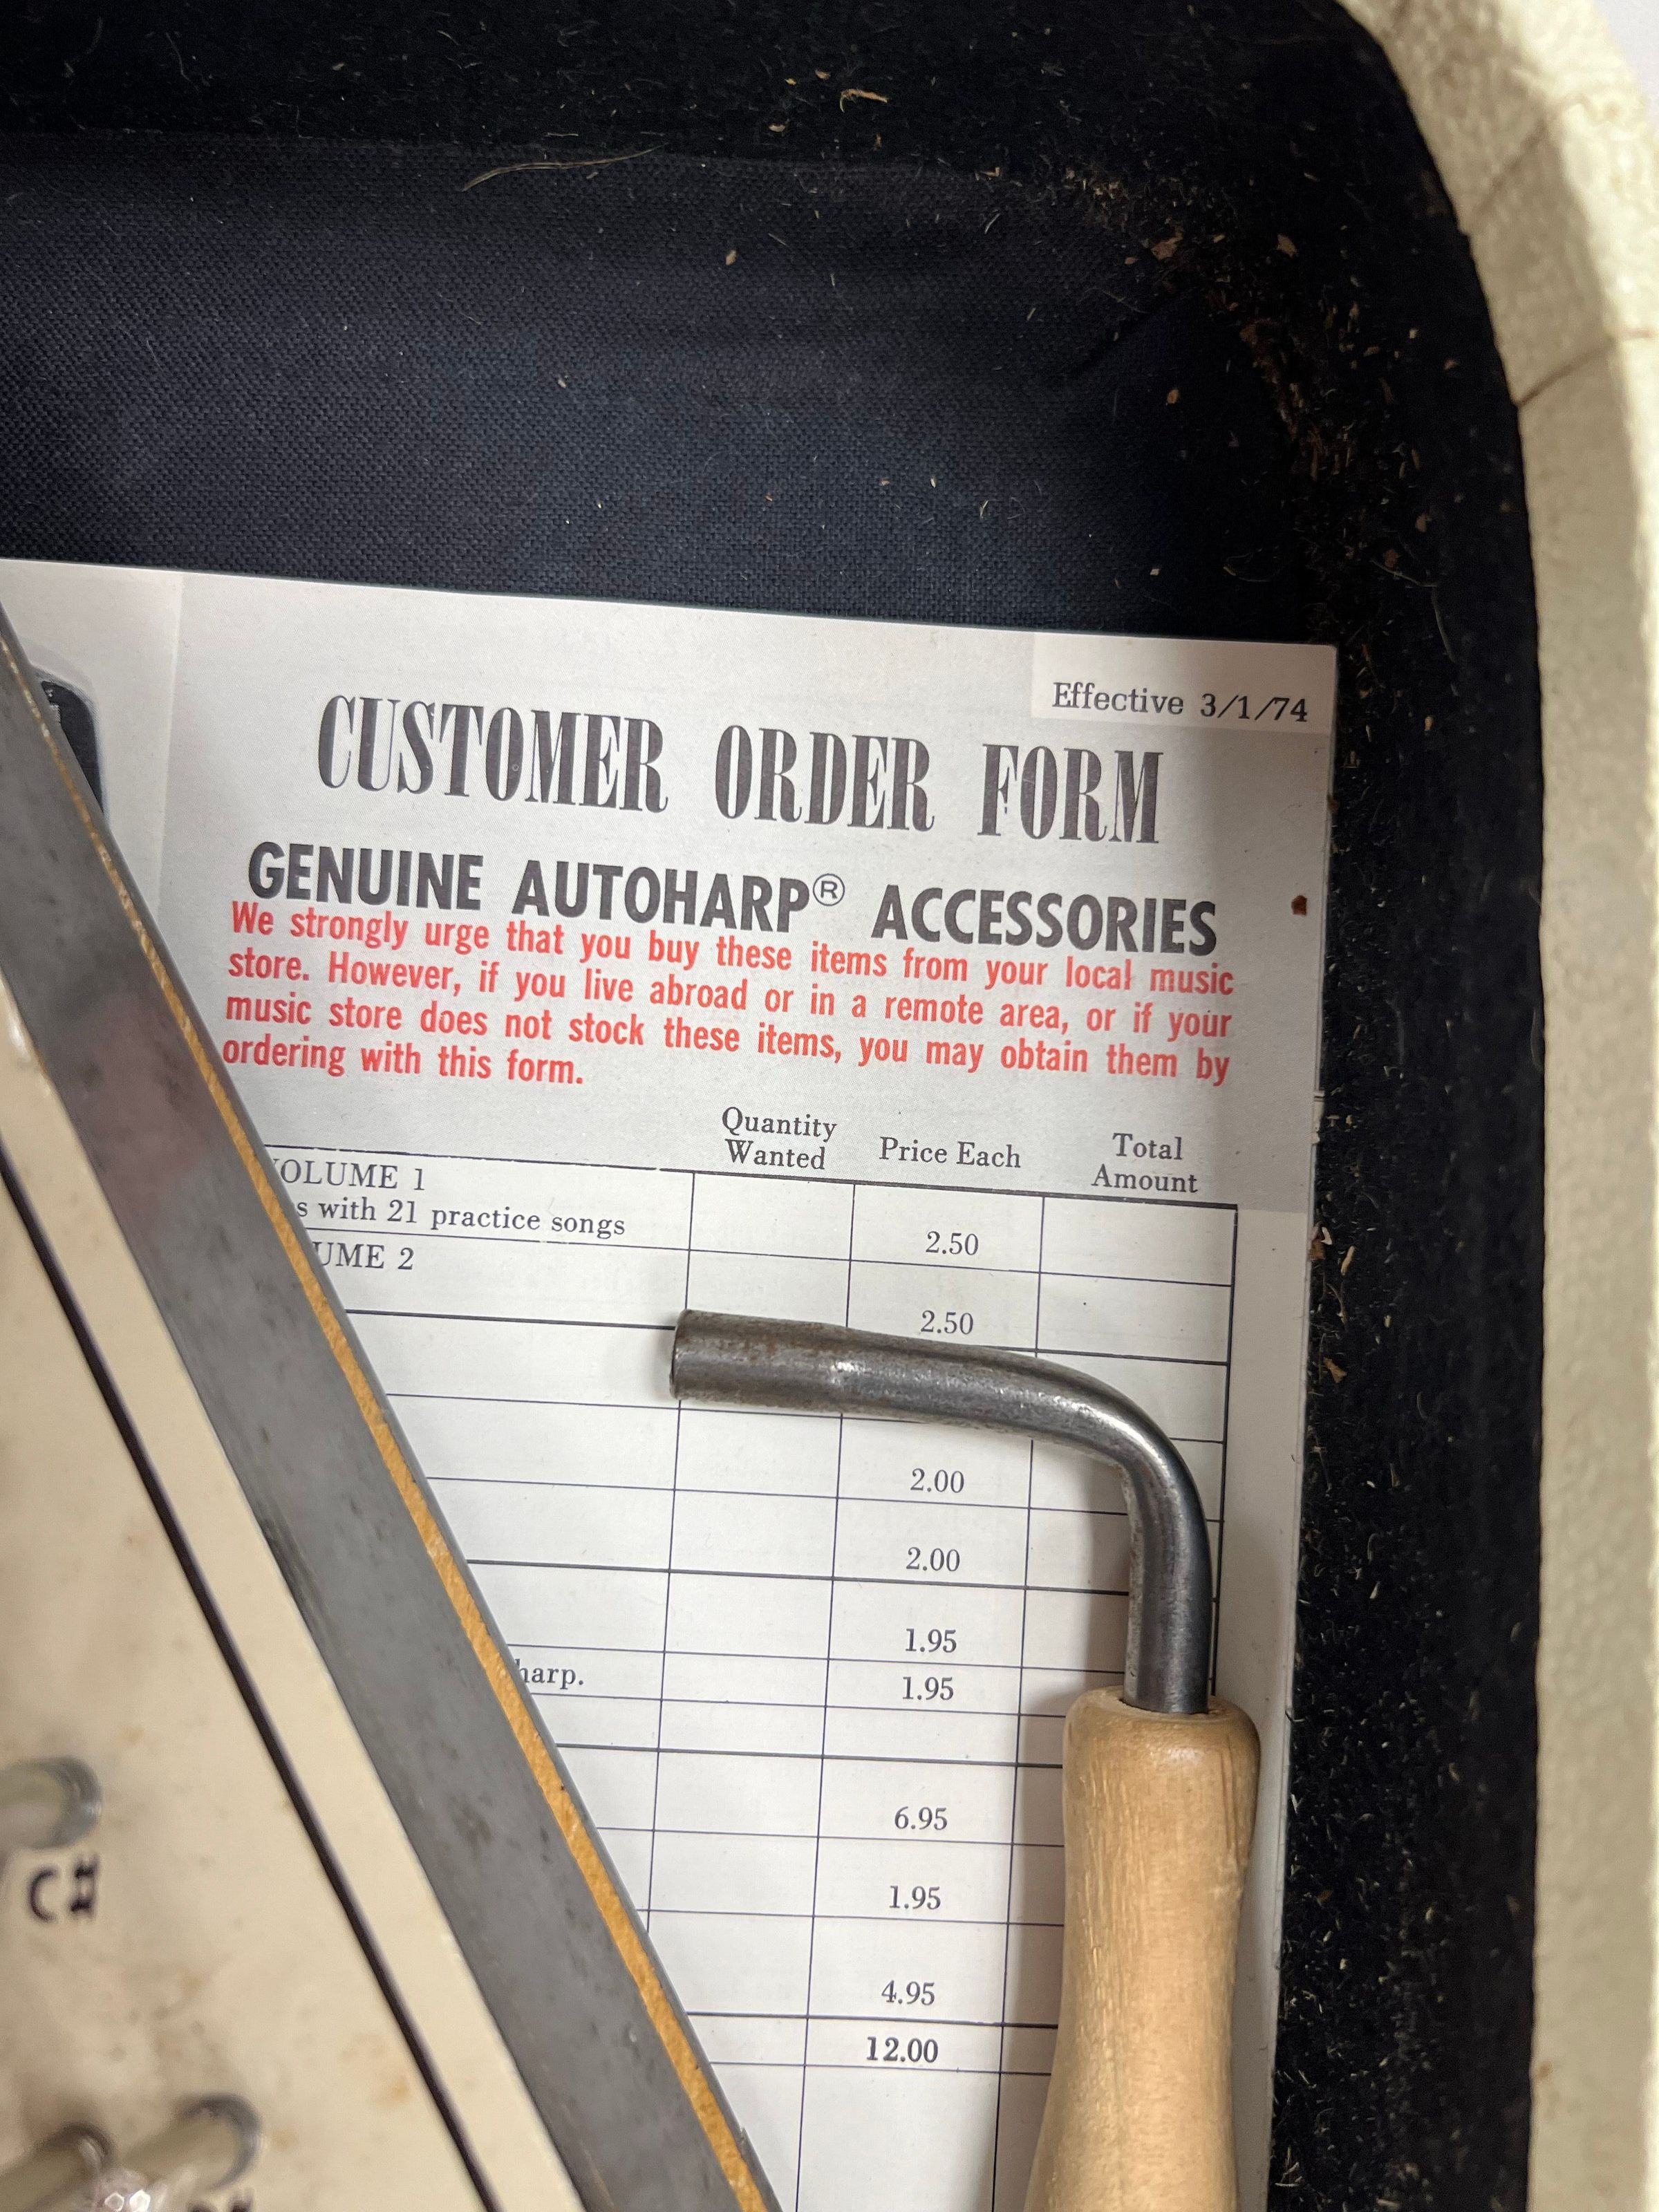 Effective 3/1/74
CUSTOMER ORDER FORM
GENUINE AUTOHARP® ACCESSORIES
We strongly urge that you buy these items from your local music
store. However, if you live abroad or in a remote area, or if your
music store does not stock these items, you may obtain them by
ordering with this form.
Quantity Wanted Price Each Total Amount
OLUME 1
s with 21 practice songs 2.50
UME 2
2.50
2.00
2.00
1.95
harp. 1.95
6.95
1.95
4.95
12.00
C#